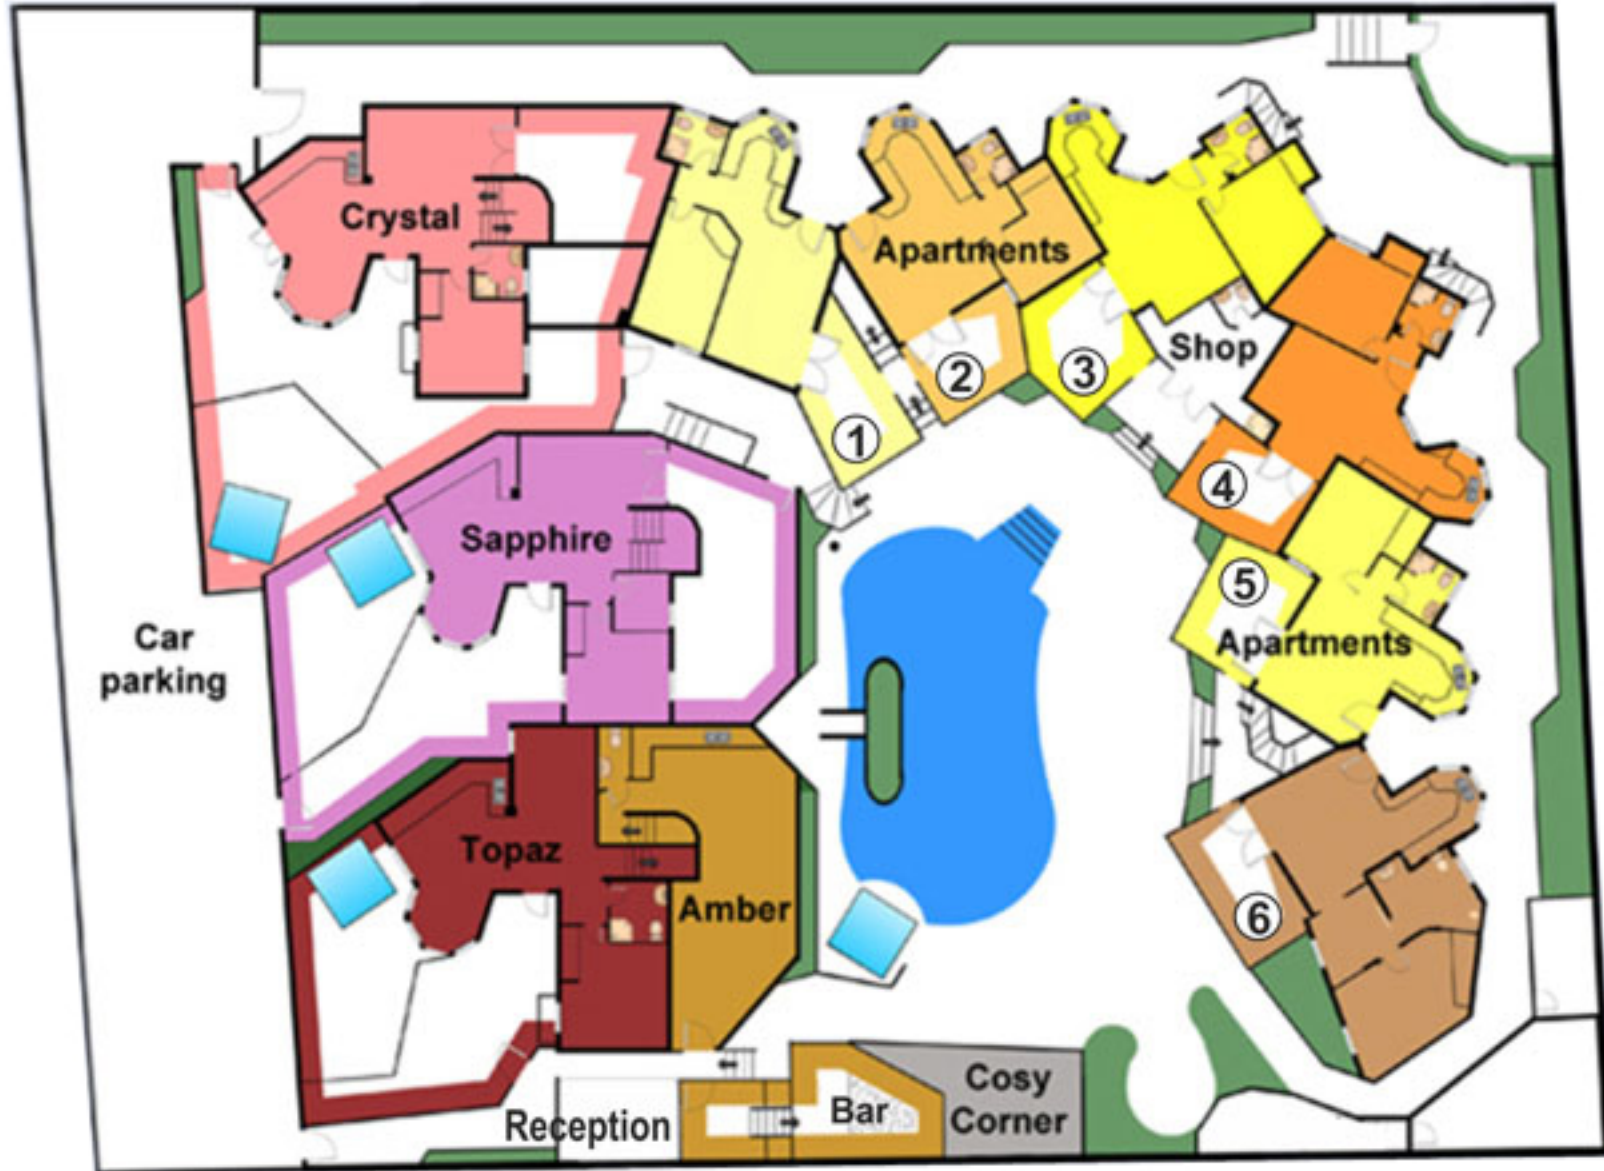 Crystal
Apartments
Shop
1
2
3
4
5
6
Apartments
Sapphire
Car
parking
Topaz
Amber
Reception
Bar
Cosy
Corner